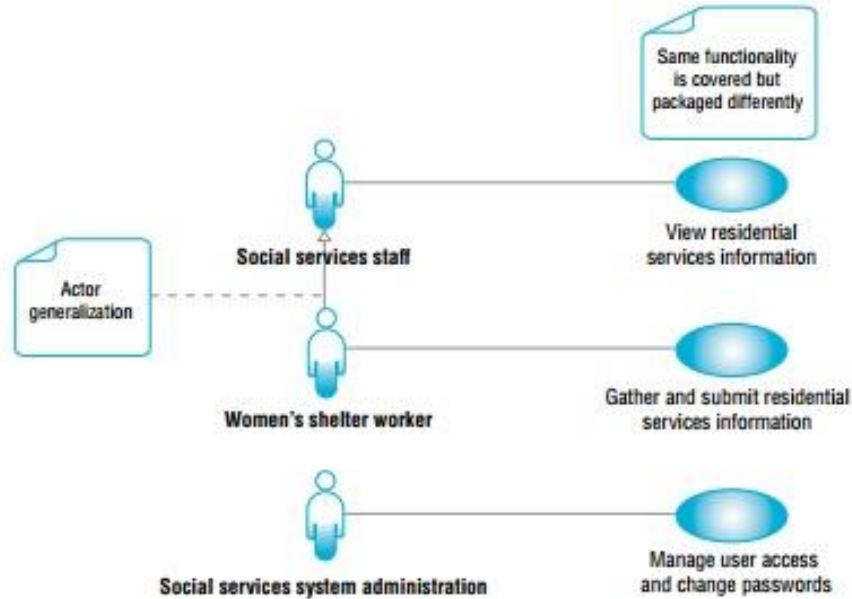 Same functionality
is covered but
packaged differently
Social services staff
View residential
services information
Actor
generalization
Women's shelter worker
Gather and submit residential
services information
Social services system administration
Manage user access
and change passwords